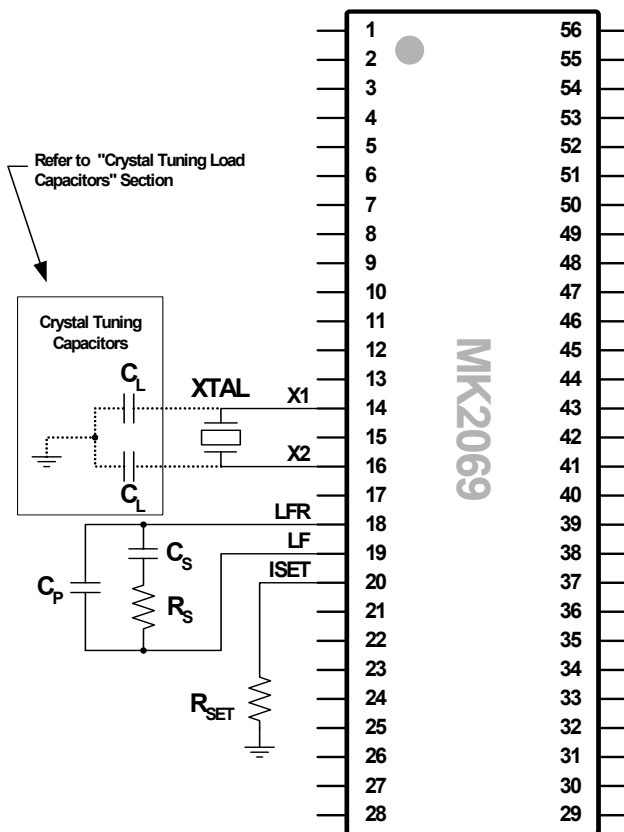 1 56
2 55
3 54
4 53
5 52
Refer to "Crystal Tuning Load
Capacitors" Section
6 51
7 50
8 49
9 48
10 47
Crystal Tuning
Capacitors
11 46
12 45
CL XTAL
13 44
X1 14 43
15 42
X2 16 41
CL
17 40
LFR 18 39
LF 19 38
CS
ISET 20 37
CP RS
21 36
22 35
23 34
RSET
24 33
25 32
26 31
27 30
28 29
MK2069